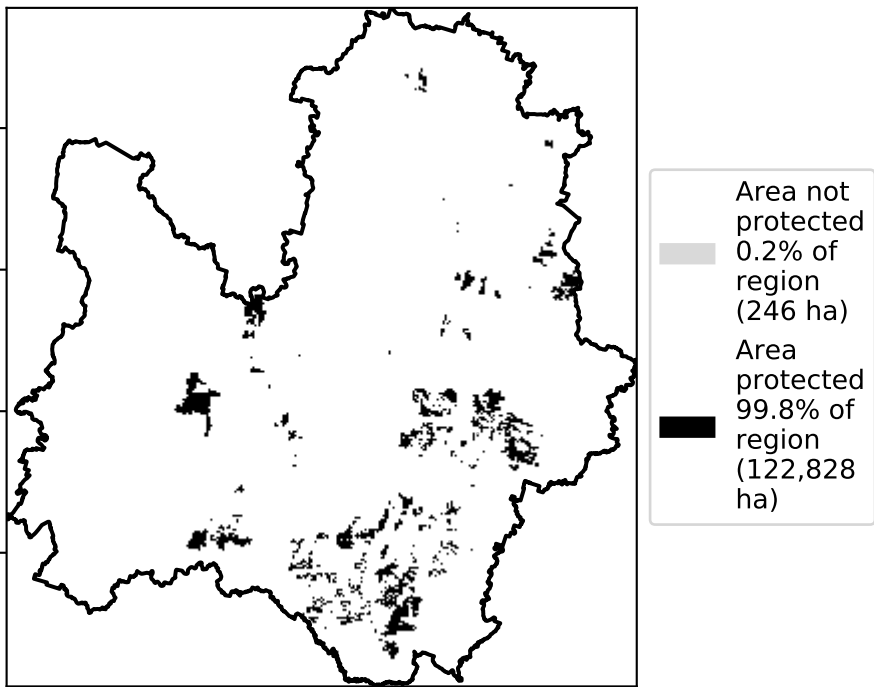 Area not
protected
0.2% of
region
(246 ha)
Area
protected
99.8% of
region
(122,828
ha)